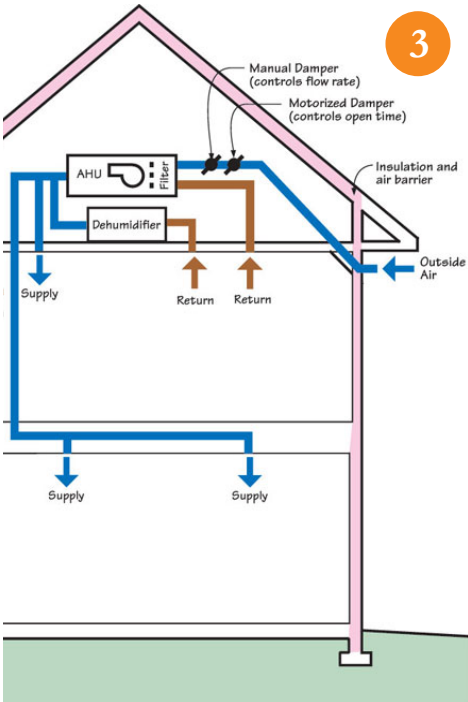 3
Manual Damper
(controls flow rate)
Motorized Damper
(controls open time)
AHU
Filter
Insulation and
air barrier
Dehumidifier
Outside
Air
Supply
Return
Return
Supply
Supply